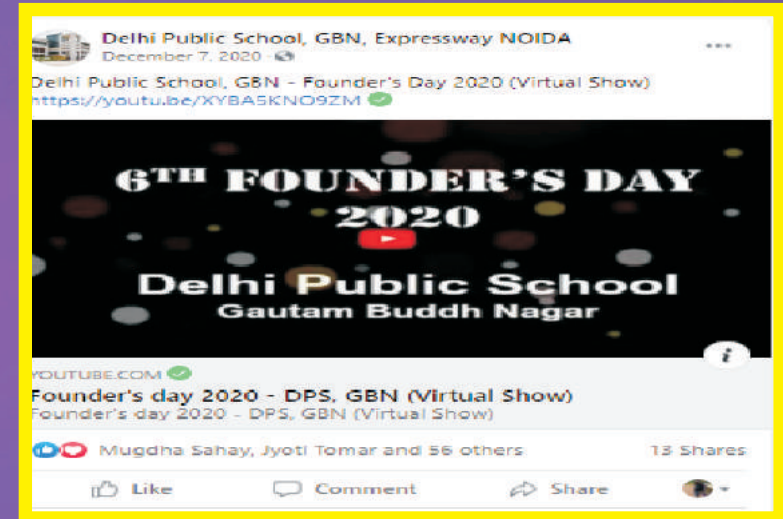 Delhi Public School, GBN, Expressway NOIDA
December 7, 2020
Delhi Public School, GBN - Founder's Day 2020 (Virtual Show)
https://youtu.be/XYBA5KNO9ZM
6TH FOUNDER'S DAY
2020
Delhi Public School
Gautam Buddh Nagar
YOUTUBE.COM
Founder's day 2020 - DPS, GBN (Virtual Show)
Founder's day 2020 - DPS, GBN (Virtual Show)
Mugdha Sahay, Jyoti Tomar and 56 others 13 Shares
Like Comment Share